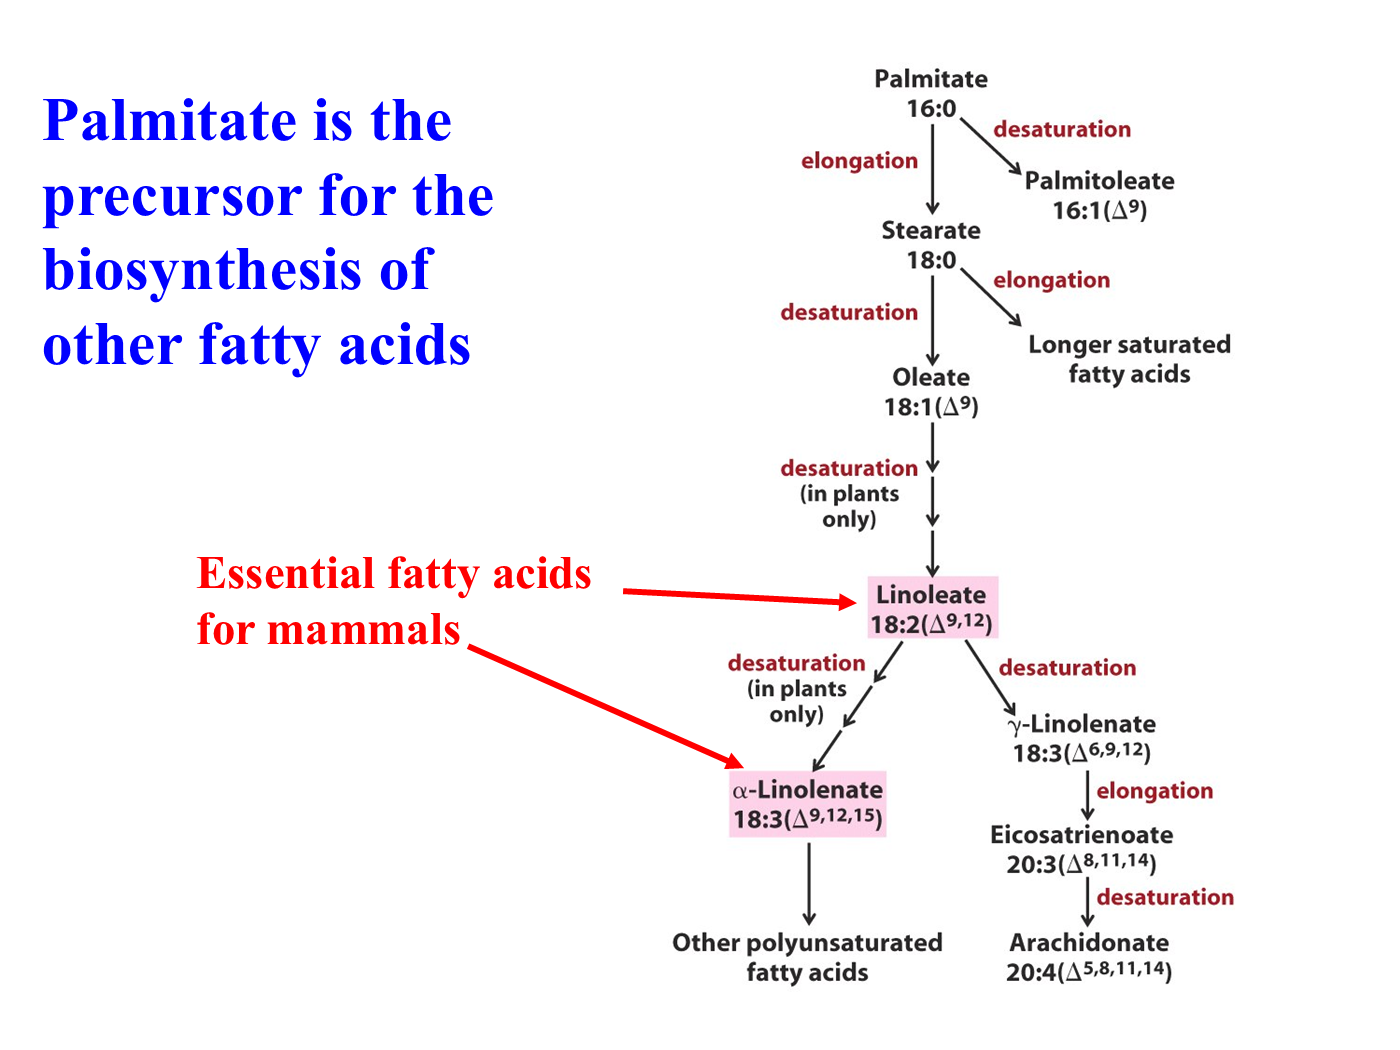 Palmitate is the
precursor for the
biosynthesis of
other fatty acids
Essential fatty acids
for mammals
Palmitate
16:0
desaturation
elongation
Palmitoleate
16:1(Δ⁹)
Stearate
18:0
elongation
desaturation
Longer saturated
fatty acids
Oleate
18:1(Δ⁹)
desaturation
(in plants
only)
Linoleate
18:2(Δ⁹,¹²)
desaturation
(in plants
only)
desaturation
γ-Linolenate
18:3(Δ⁶,⁹,¹²)
α-Linolenate
18:3(Δ⁹,¹²,¹⁵)
elongation
Eicosatrienoate
20:3(Δ⁸,¹¹,¹⁴)
desaturation
Other polyunsaturated
fatty acids
Arachidonate
20:4(Δ⁵,⁸,¹¹,¹⁴)